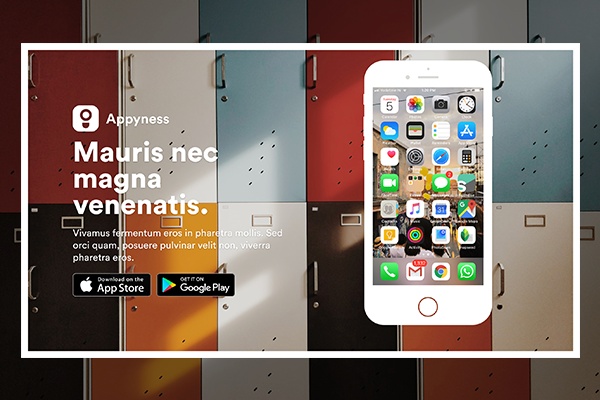 Appyness
Mauris nec
magna
venenatis.
Vivamus fermentum eros in pharetra mollis. Sed
orci quam, posuere pulvinar velit non, viverra
pharetra eros.
Download on the
App Store
GET IT ON
Google Play
5